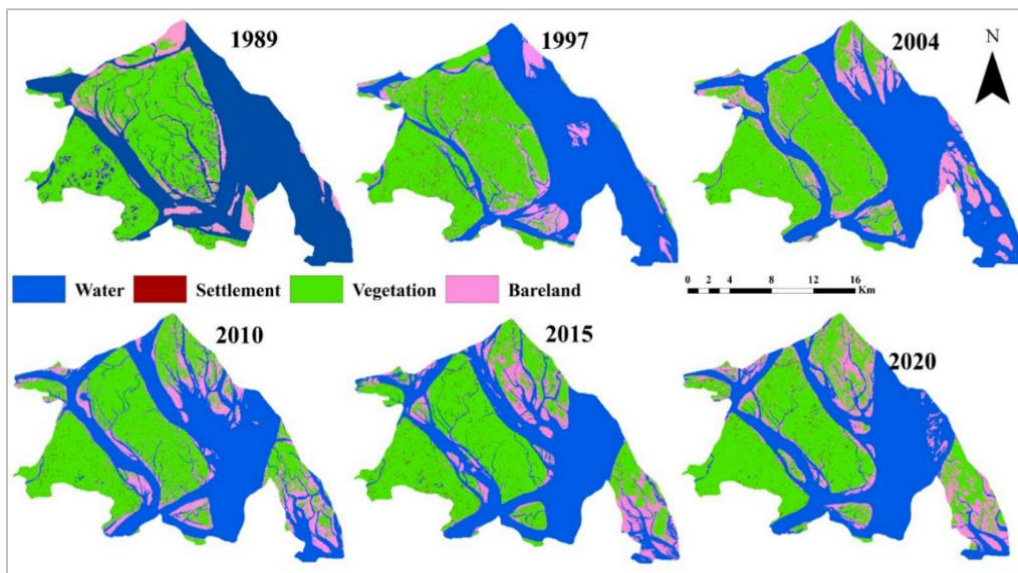 1989
1997
2004
N
Water
Settlement
Vegetation
Bareland
0 2 4 8 12 16
Km
2010
2015
2020